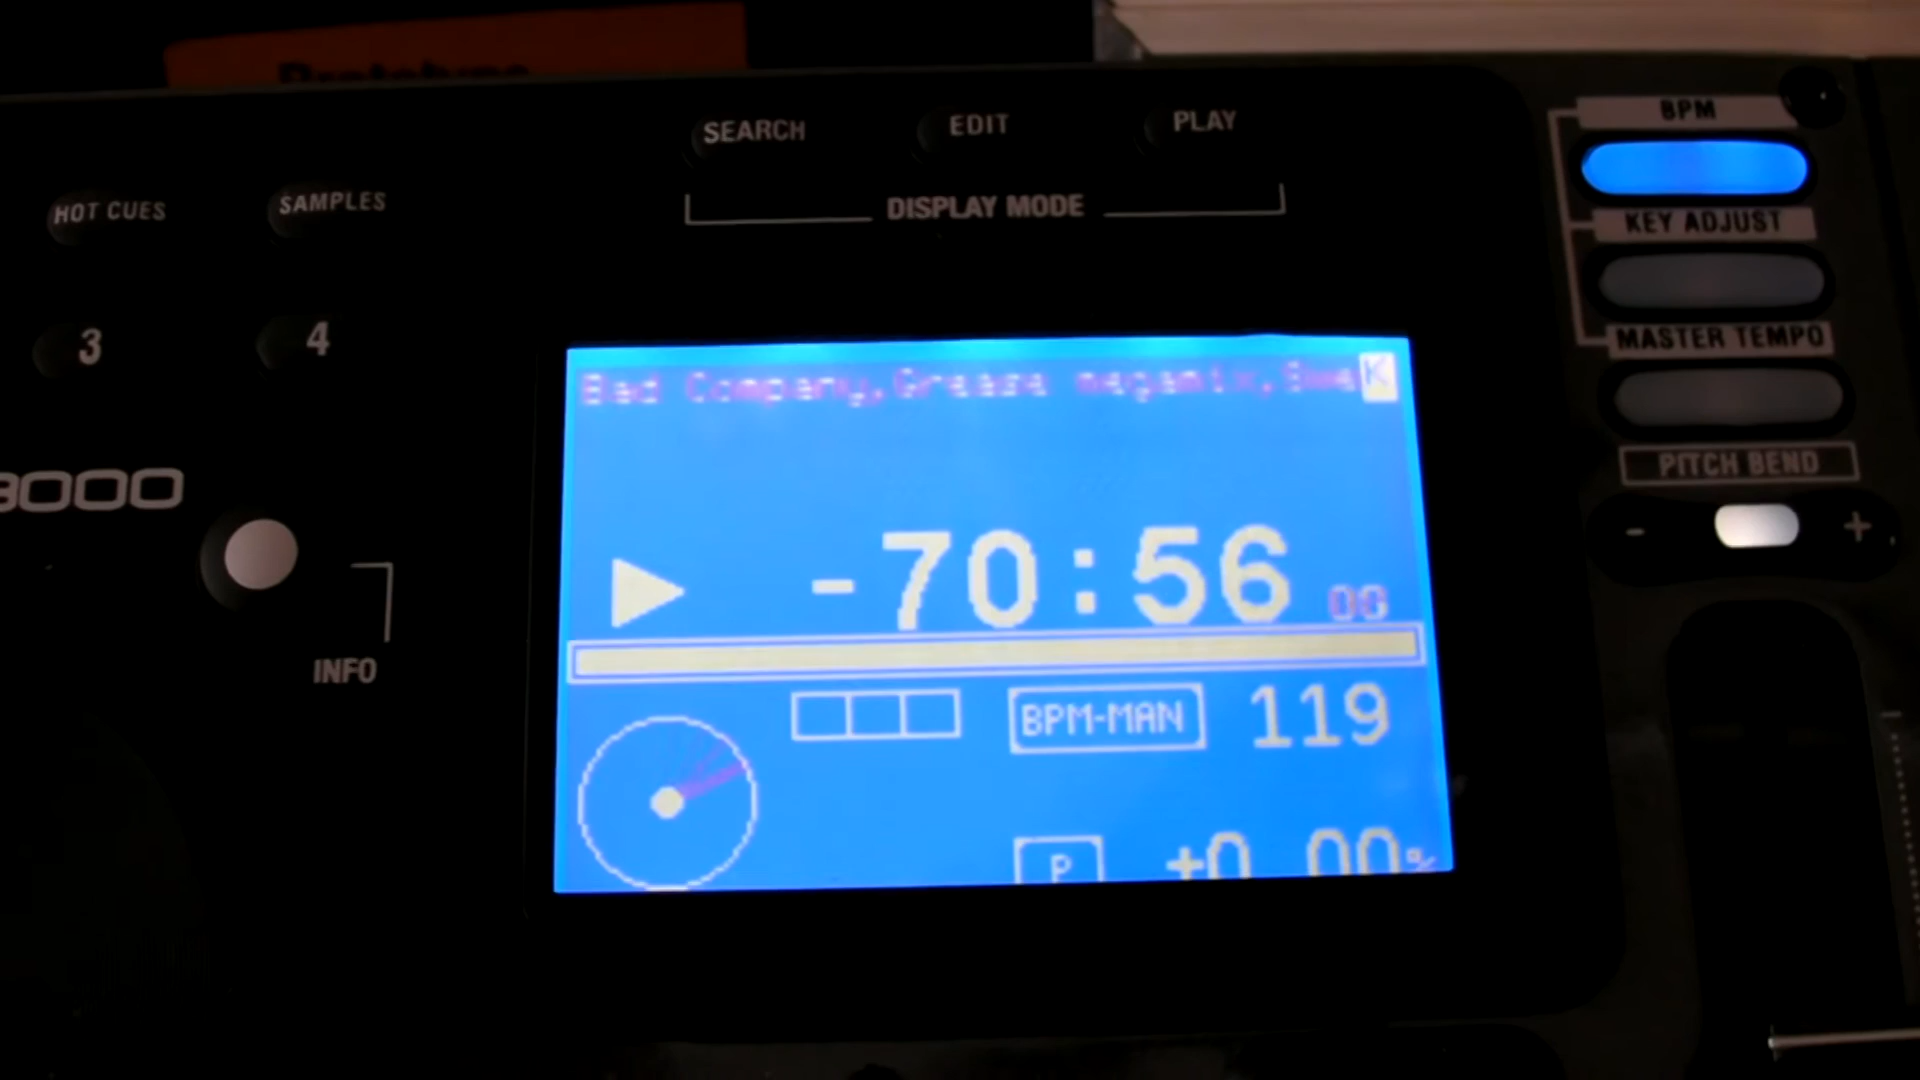 SEARCH EDIT PLAY
BPM
HOT CUES SAMPLES
DISPLAY MODE
KEY ADJUST
3 4
MASTER TEMPO
Bad Company,Grease megamix,Swe K
PITCH BEND
3000
- +
-70:56 00
INFO
BPM-MAN 119
P +0.00%